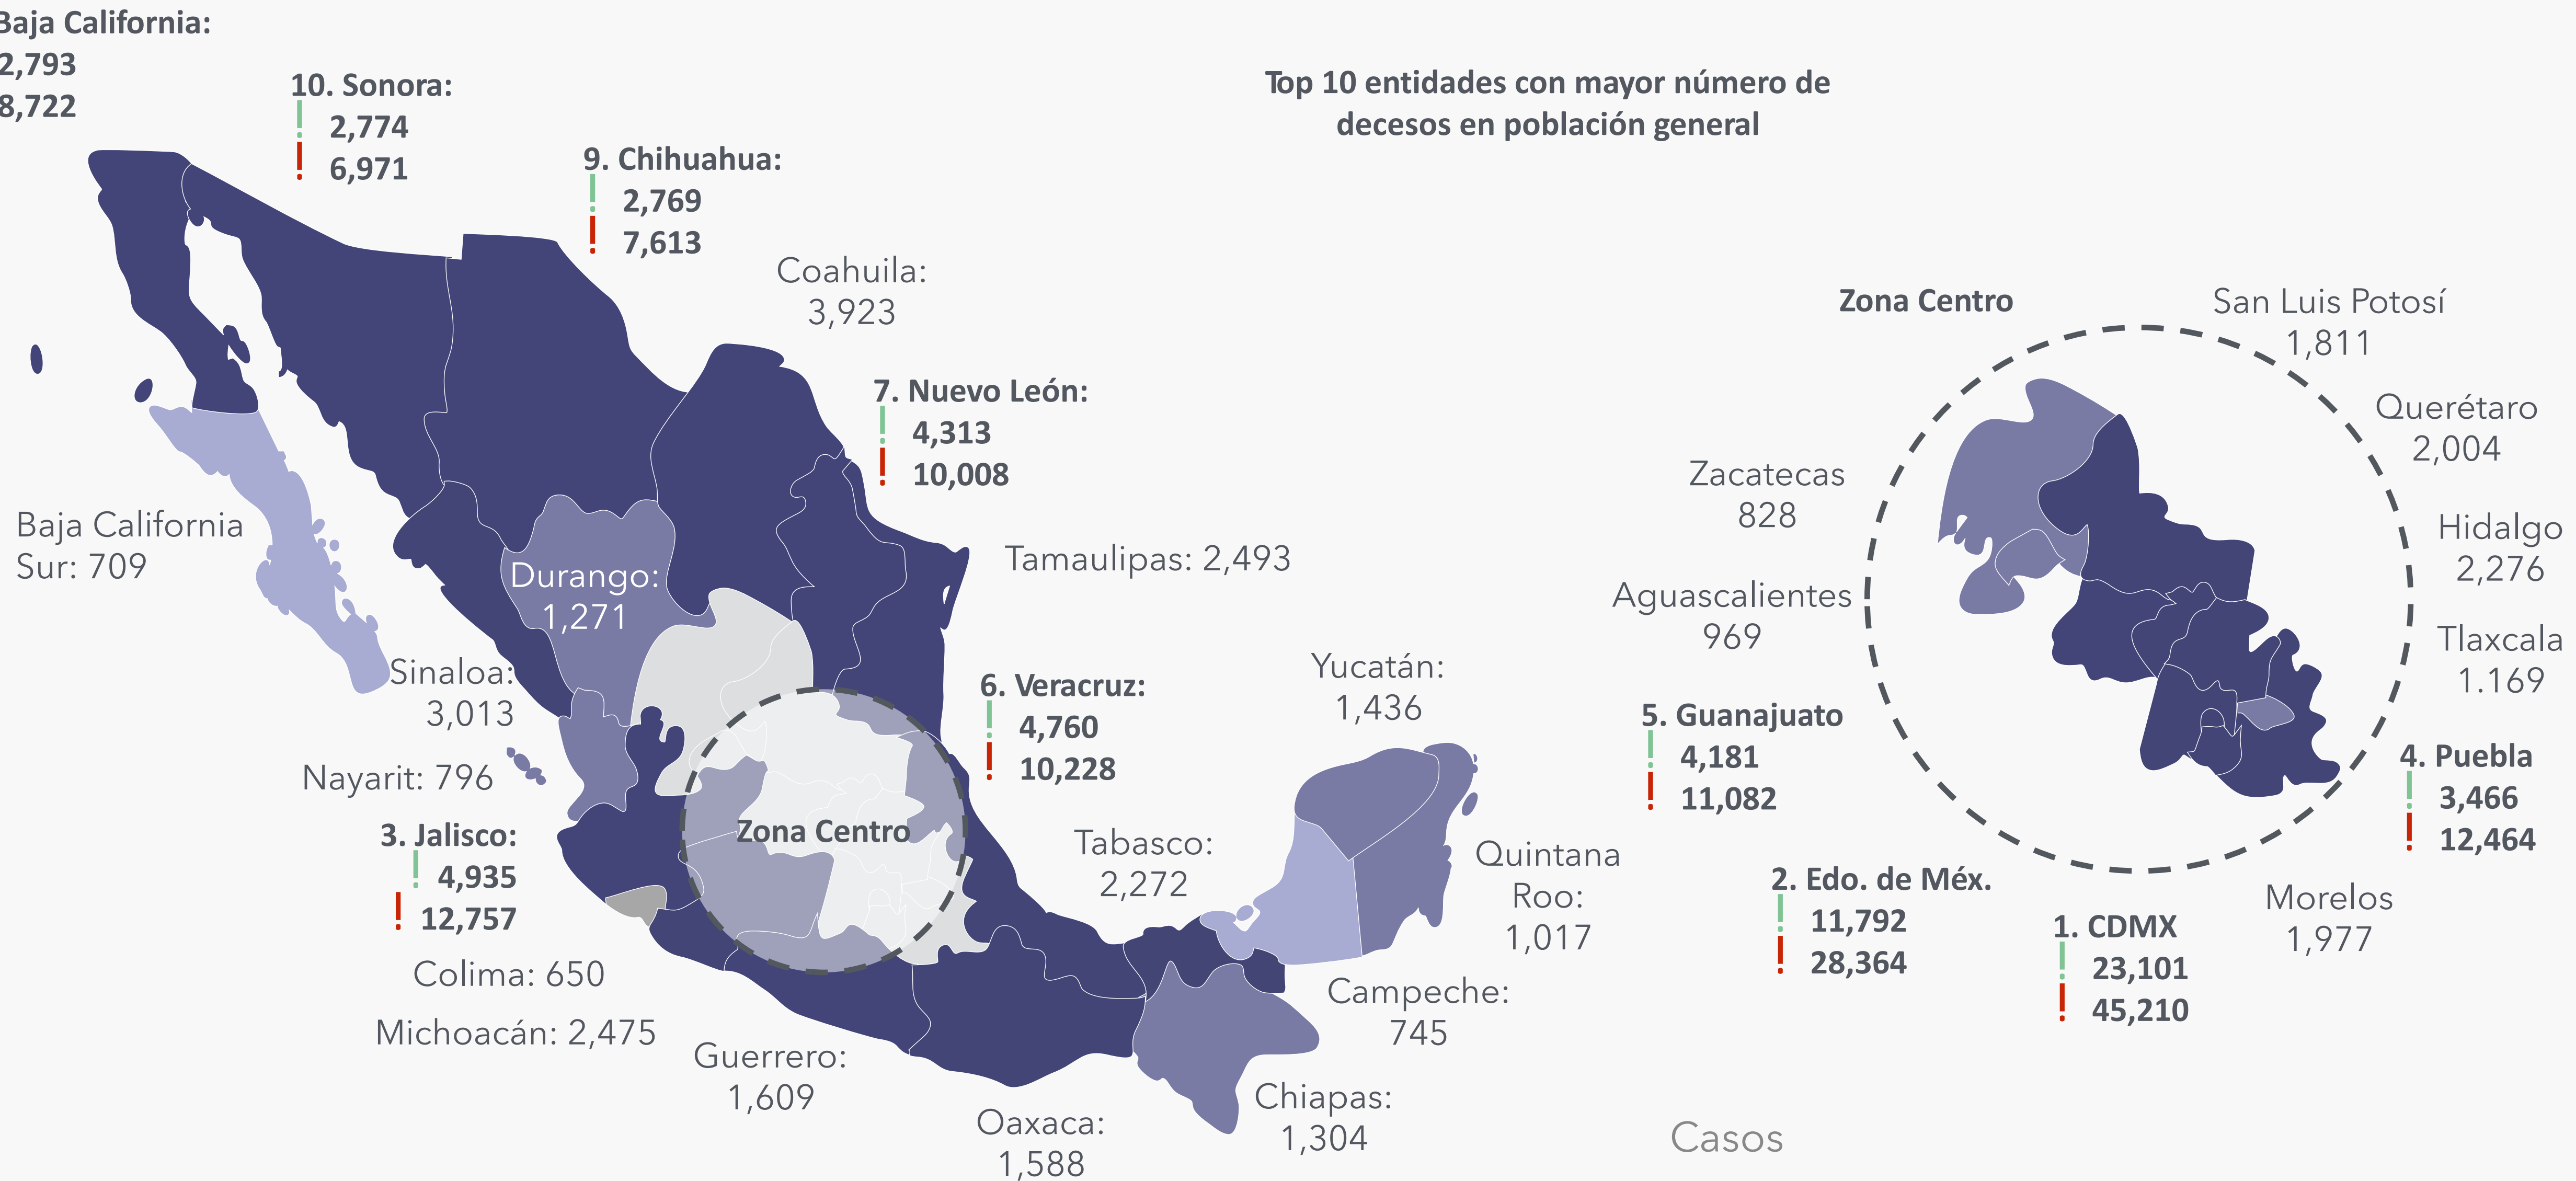 Baja California:
2,793
8,722
10. Sonora:
2,774
6,971
9. Chihuahua:
2,769
7,613
Top 10 entidades con mayor número de
decesos en población general
Coahuila:
3,923
7. Nuevo León:
4,313
10,008
Baja California
Sur: 709
Durango:
1,271
Tamaulipas: 2,493
Sinaloa:
3,013
Nayarit: 796
3. Jalisco:
4,935
12,757
Zona Centro
6. Veracruz:
4,760
10,228
Colima: 650
Michoacán: 2,475
Guerrero:
1,609
Oaxaca:
1,588
Tabasco:
2,272
Yucatán:
1,436
Quintana
Roo:
1,017
Campeche:
745
Chiapas:
1,304
Zona Centro
San Luis Potosí
1,811
Querétaro
2,004
Zacatecas
828
Hidalgo
2,276
Aguascalientes
969
Tlaxcala
1.169
5. Guanajuato
4,181
11,082
4. Puebla
3,466
12,464
2. Edo. de Méx.
11,792
28,364
1. CDMX
23,101
45,210
Morelos
1,977
Casos